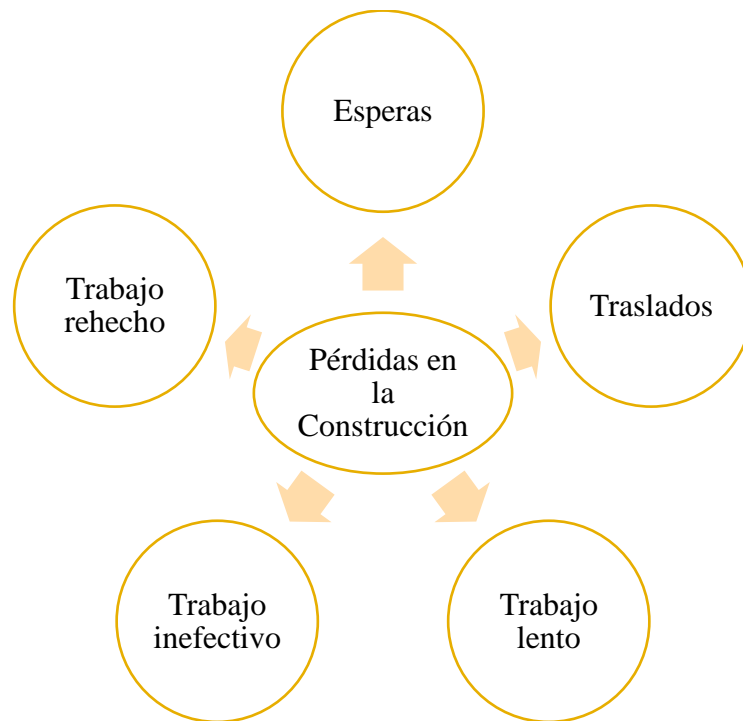 Esperas
Trabajo
rehecho
Traslados
Pérdidas en
la
Construcción
Trabajo
inefectivo
Trabajo
lento